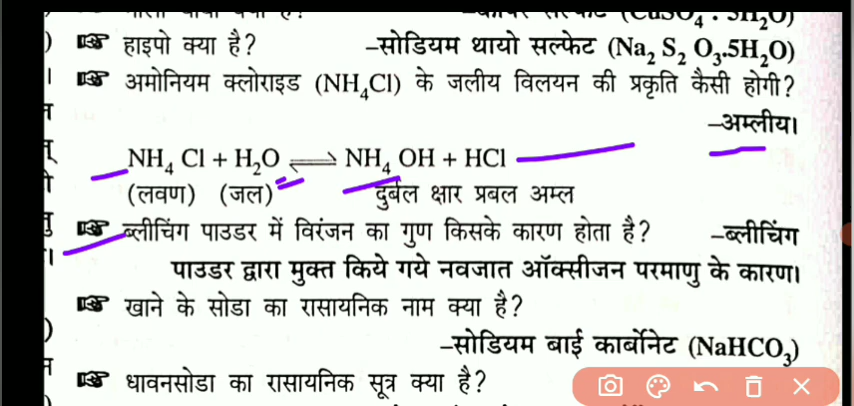 (CuSO4 . 5H2O)
) ☞ हाइपो क्या है? –सोडियम थायो सल्फेट (Na2 S2 O3.5H2O)
। ☞ अमोनियम क्लोराइड (NH4Cl) के जलीय विलयन की प्रकृति कैसी होगी?
–अम्लीय।
NH4 Cl + H2O ⇌ NH4 OH + HCl
(लवण) (जल) दुर्बल क्षार प्रबल अम्ल
☞ ब्लीचिंग पाउडर में विरंजन का गुण किसके कारण होता है? –ब्लीचिंग
पाउडर द्वारा मुक्त किये गये नवजात ऑक्सीजन परमाणु के कारण।
☞ खाने के सोडा का रासायनिक नाम क्या है?
–सोडियम बाई कार्बोनेट (NaHCO3)
☞ धावनसोडा का रासायनिक सूत्र क्या है?